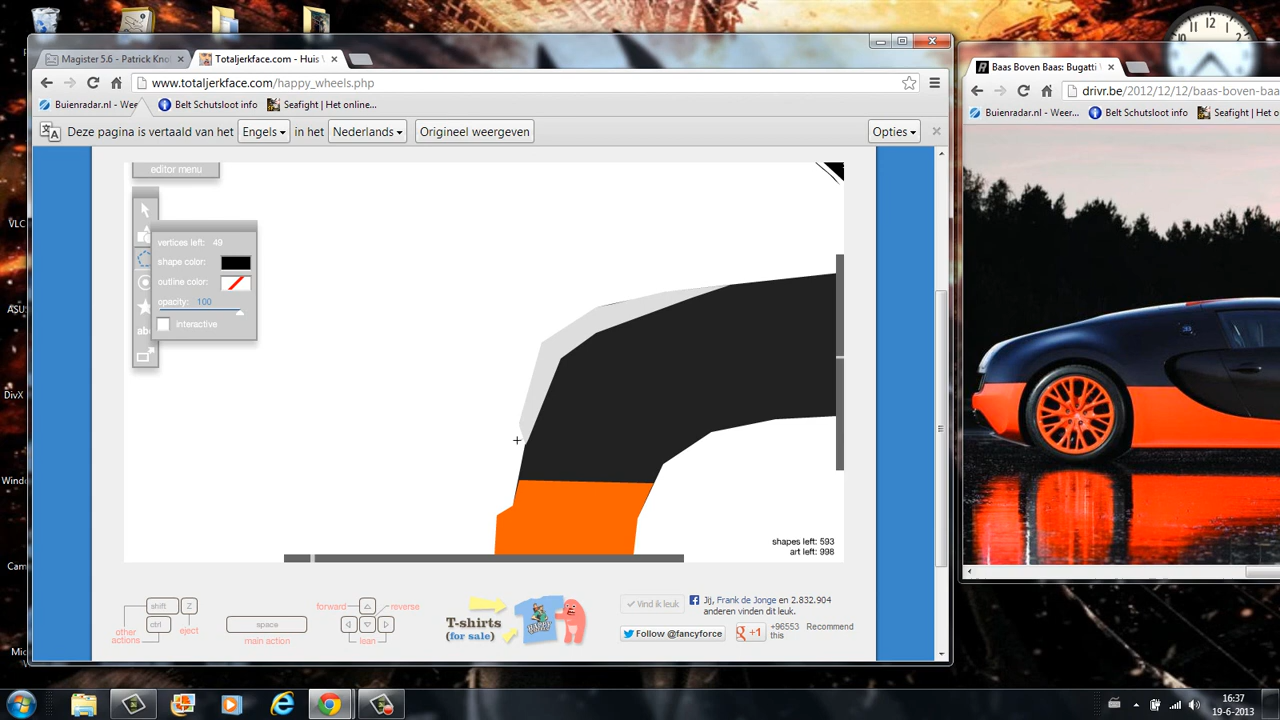 Magister 5.6 - Patrick Kno
Totaljerkface.com - Huis
www.totaljerkface.com/happy_wheels.php
Buienradar.nl - Weer
Belt Schutsloot info
Seafight | Het online...
Deze pagina is vertaald van het
Engels
in het
Nederlands
Origineel weergeven
Opties
editor menu
vertices left: 49
shape color:
outline color:
opacity: 100
interactive
shapes left: 593
art left: 998
shift
Z
ctrl
eject
other actions
space
main action
forward
reverse
lean
T-shirts
(for sale)
Vind ik leuk
Jij, Frank de Jonge en 2.832.904
anderen vinden dit leuk.
Follow @fancyforce
+1
+96553 Recommend
this
Baas Boven Baas: Bugatti
drivr.be/2012/12/12/baas-boven-baa
Buienradar.nl - Weer...
Belt Schutsloot info
Seafight | Het o
12
VLC
ASUS
DivX
Windo
Cam
Mic
16:37
19-6-2013